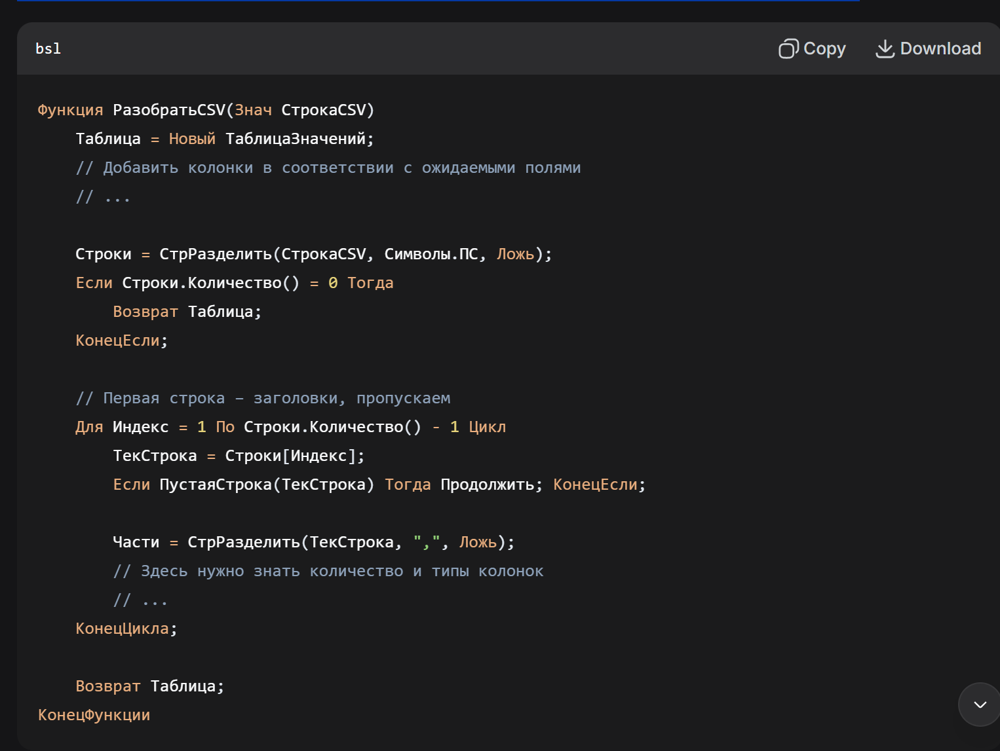 bsl
Copy
Download
Функция РазобратьCSV(Знач СтрокаCSV)
Таблица = Новый ТаблицаЗначений;
// Добавить колонки в соответствии с ожидаемыми полями
// ...
Строки = СтрРазделить(СтрокаCSV, Символы.ПС, Ложь);
Если Строки.Количество() = 0 Тогда
Возврат Таблица;
КонецЕсли;
// Первая строка – заголовки, пропускаем
Для Индекс = 1 По Строки.Количество() - 1 Цикл
ТекСтрока = Строки[Индекс];
Если ПустаяСтрока(ТекСтрока) Тогда Продолжить; КонецЕсли;
Части = СтрРазделить(ТекСтрока, ",", Ложь);
// Здесь нужно знать количество и типы колонок
// ...
КонецЦикла;
Возврат Таблица;
КонецФункции